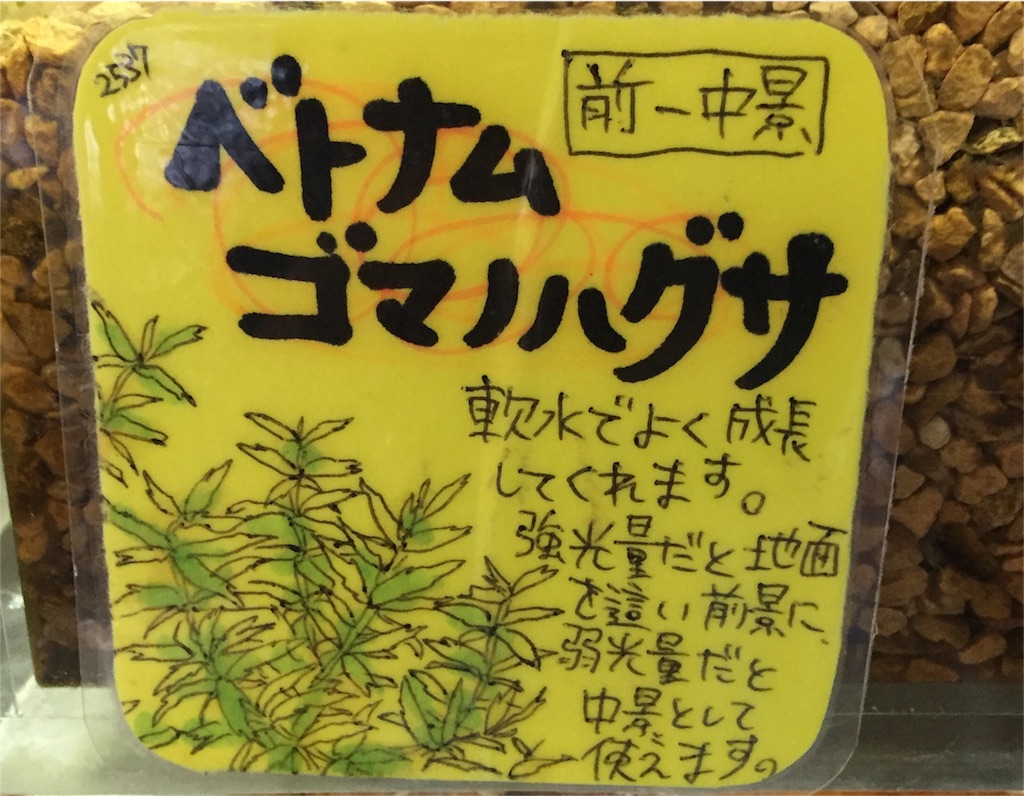 2537
前-中景
ベトナム
ゴマノハグサ
軟水でよく成長
してくれます。
強光量だと地面
を這い前景に、
弱光量だと
中景として
使えます。